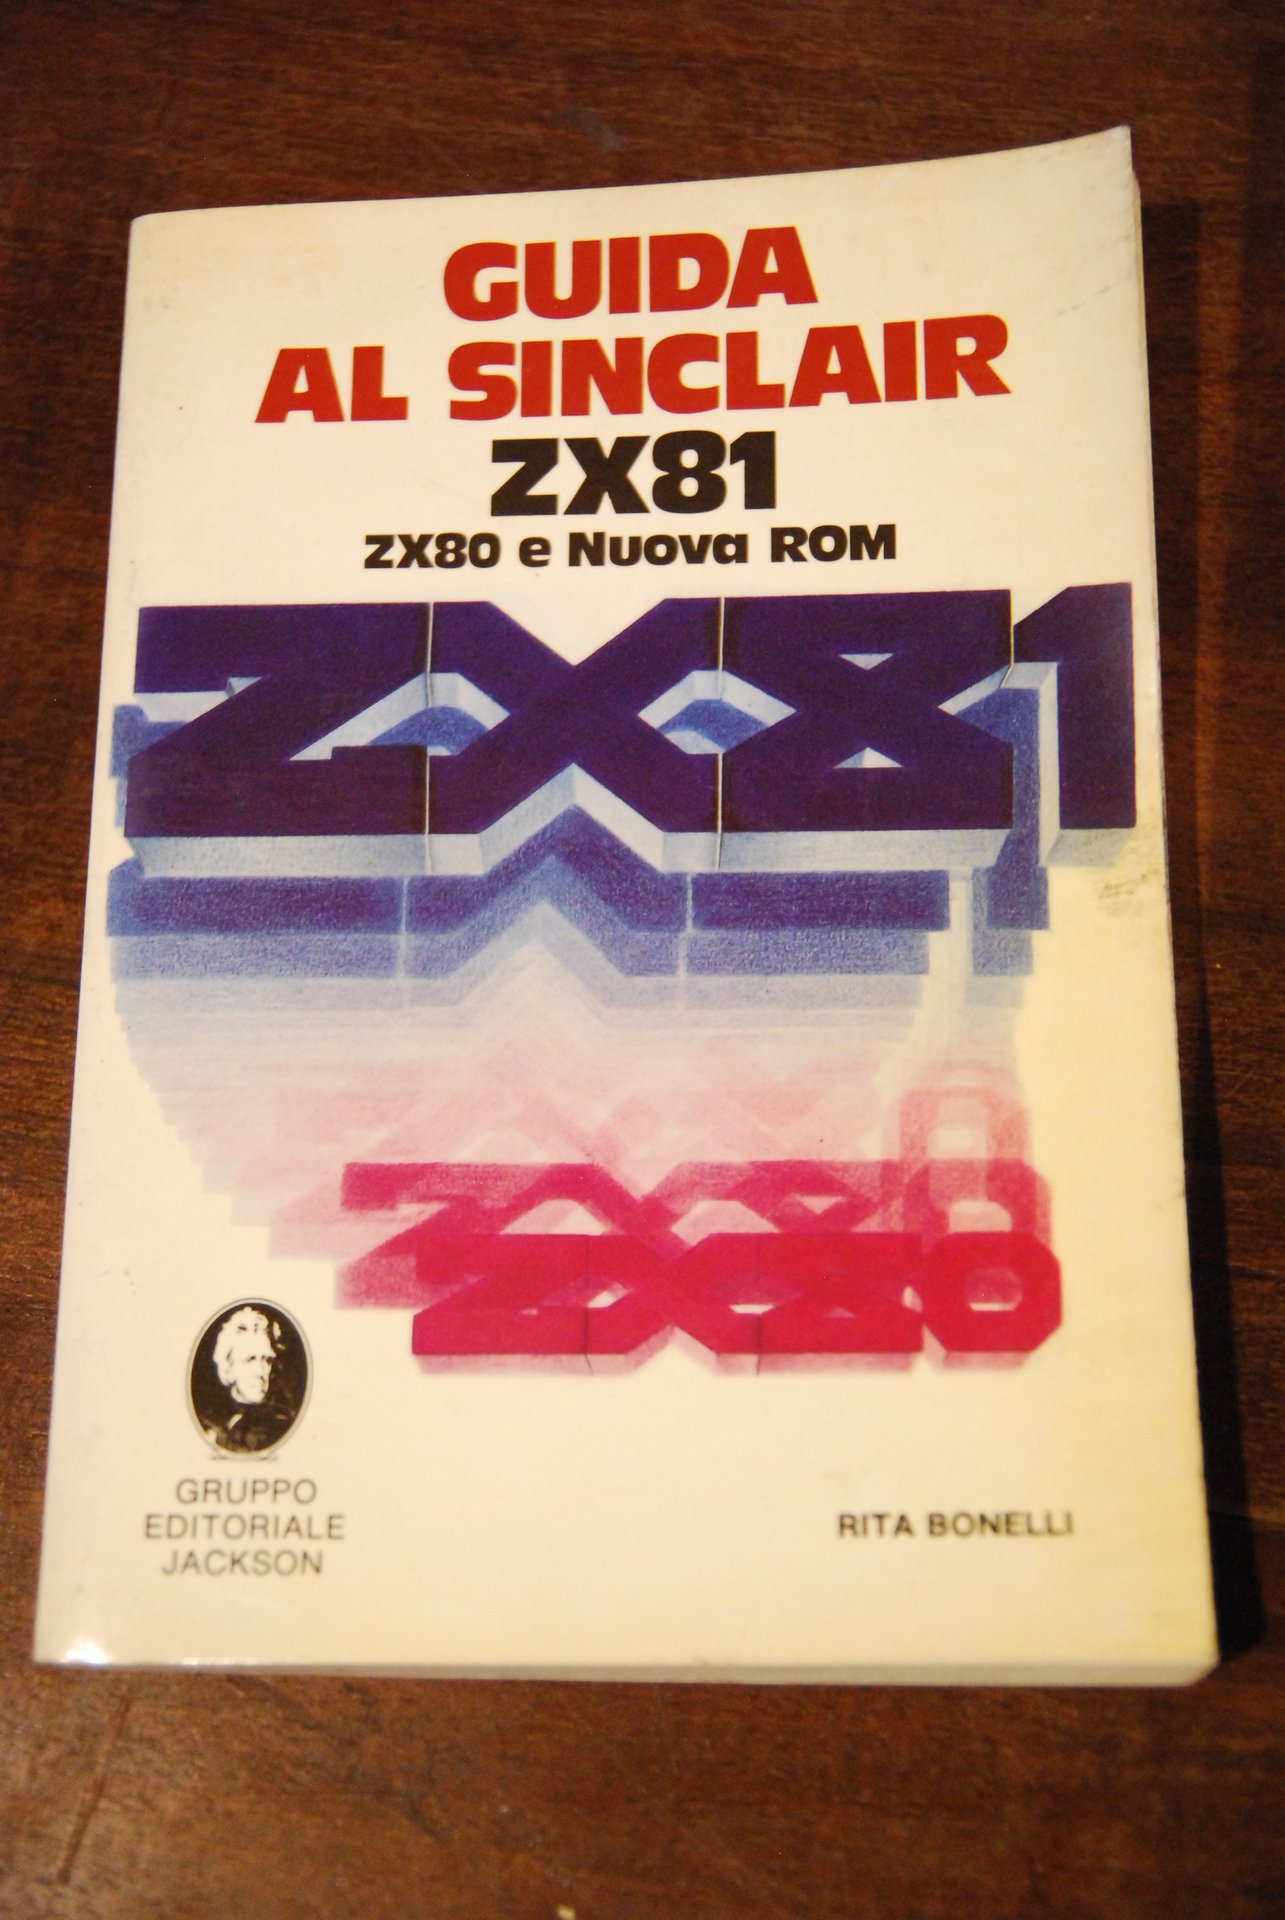 GUIDA
AL SINCLAIR
ZX81
ZX80 e Nuova ROM
ZX81
ZX80
GRUPPO
EDITORIALE
JACKSON
RITA BONELLI